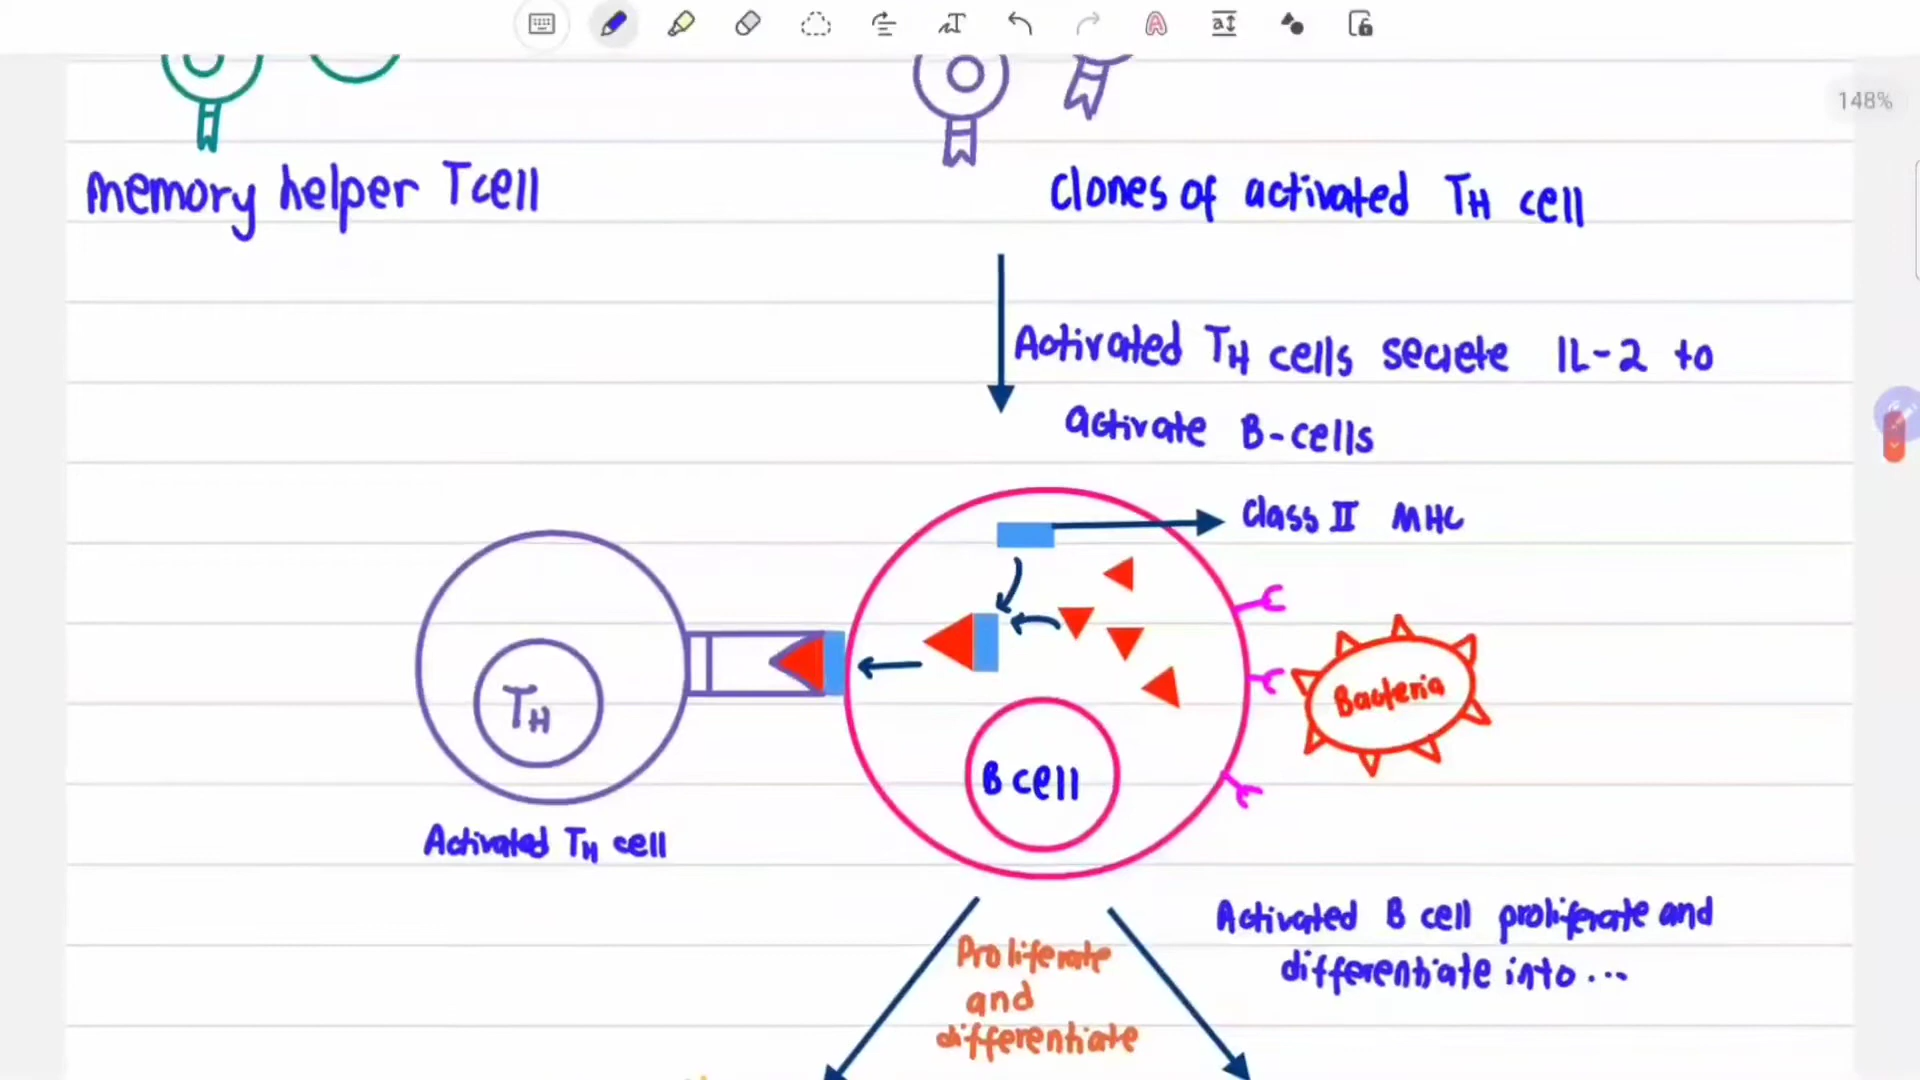 148%
memory helper Tcell
Clones of activated TH cell
Activated TH cells secrete IL-2 to
activate B-cells
Class II MHC
Bacteria
TH
B cell
Activated TH cell
Activated B cell proliferate and
differentiate into...
Proliferate
and
differentiate